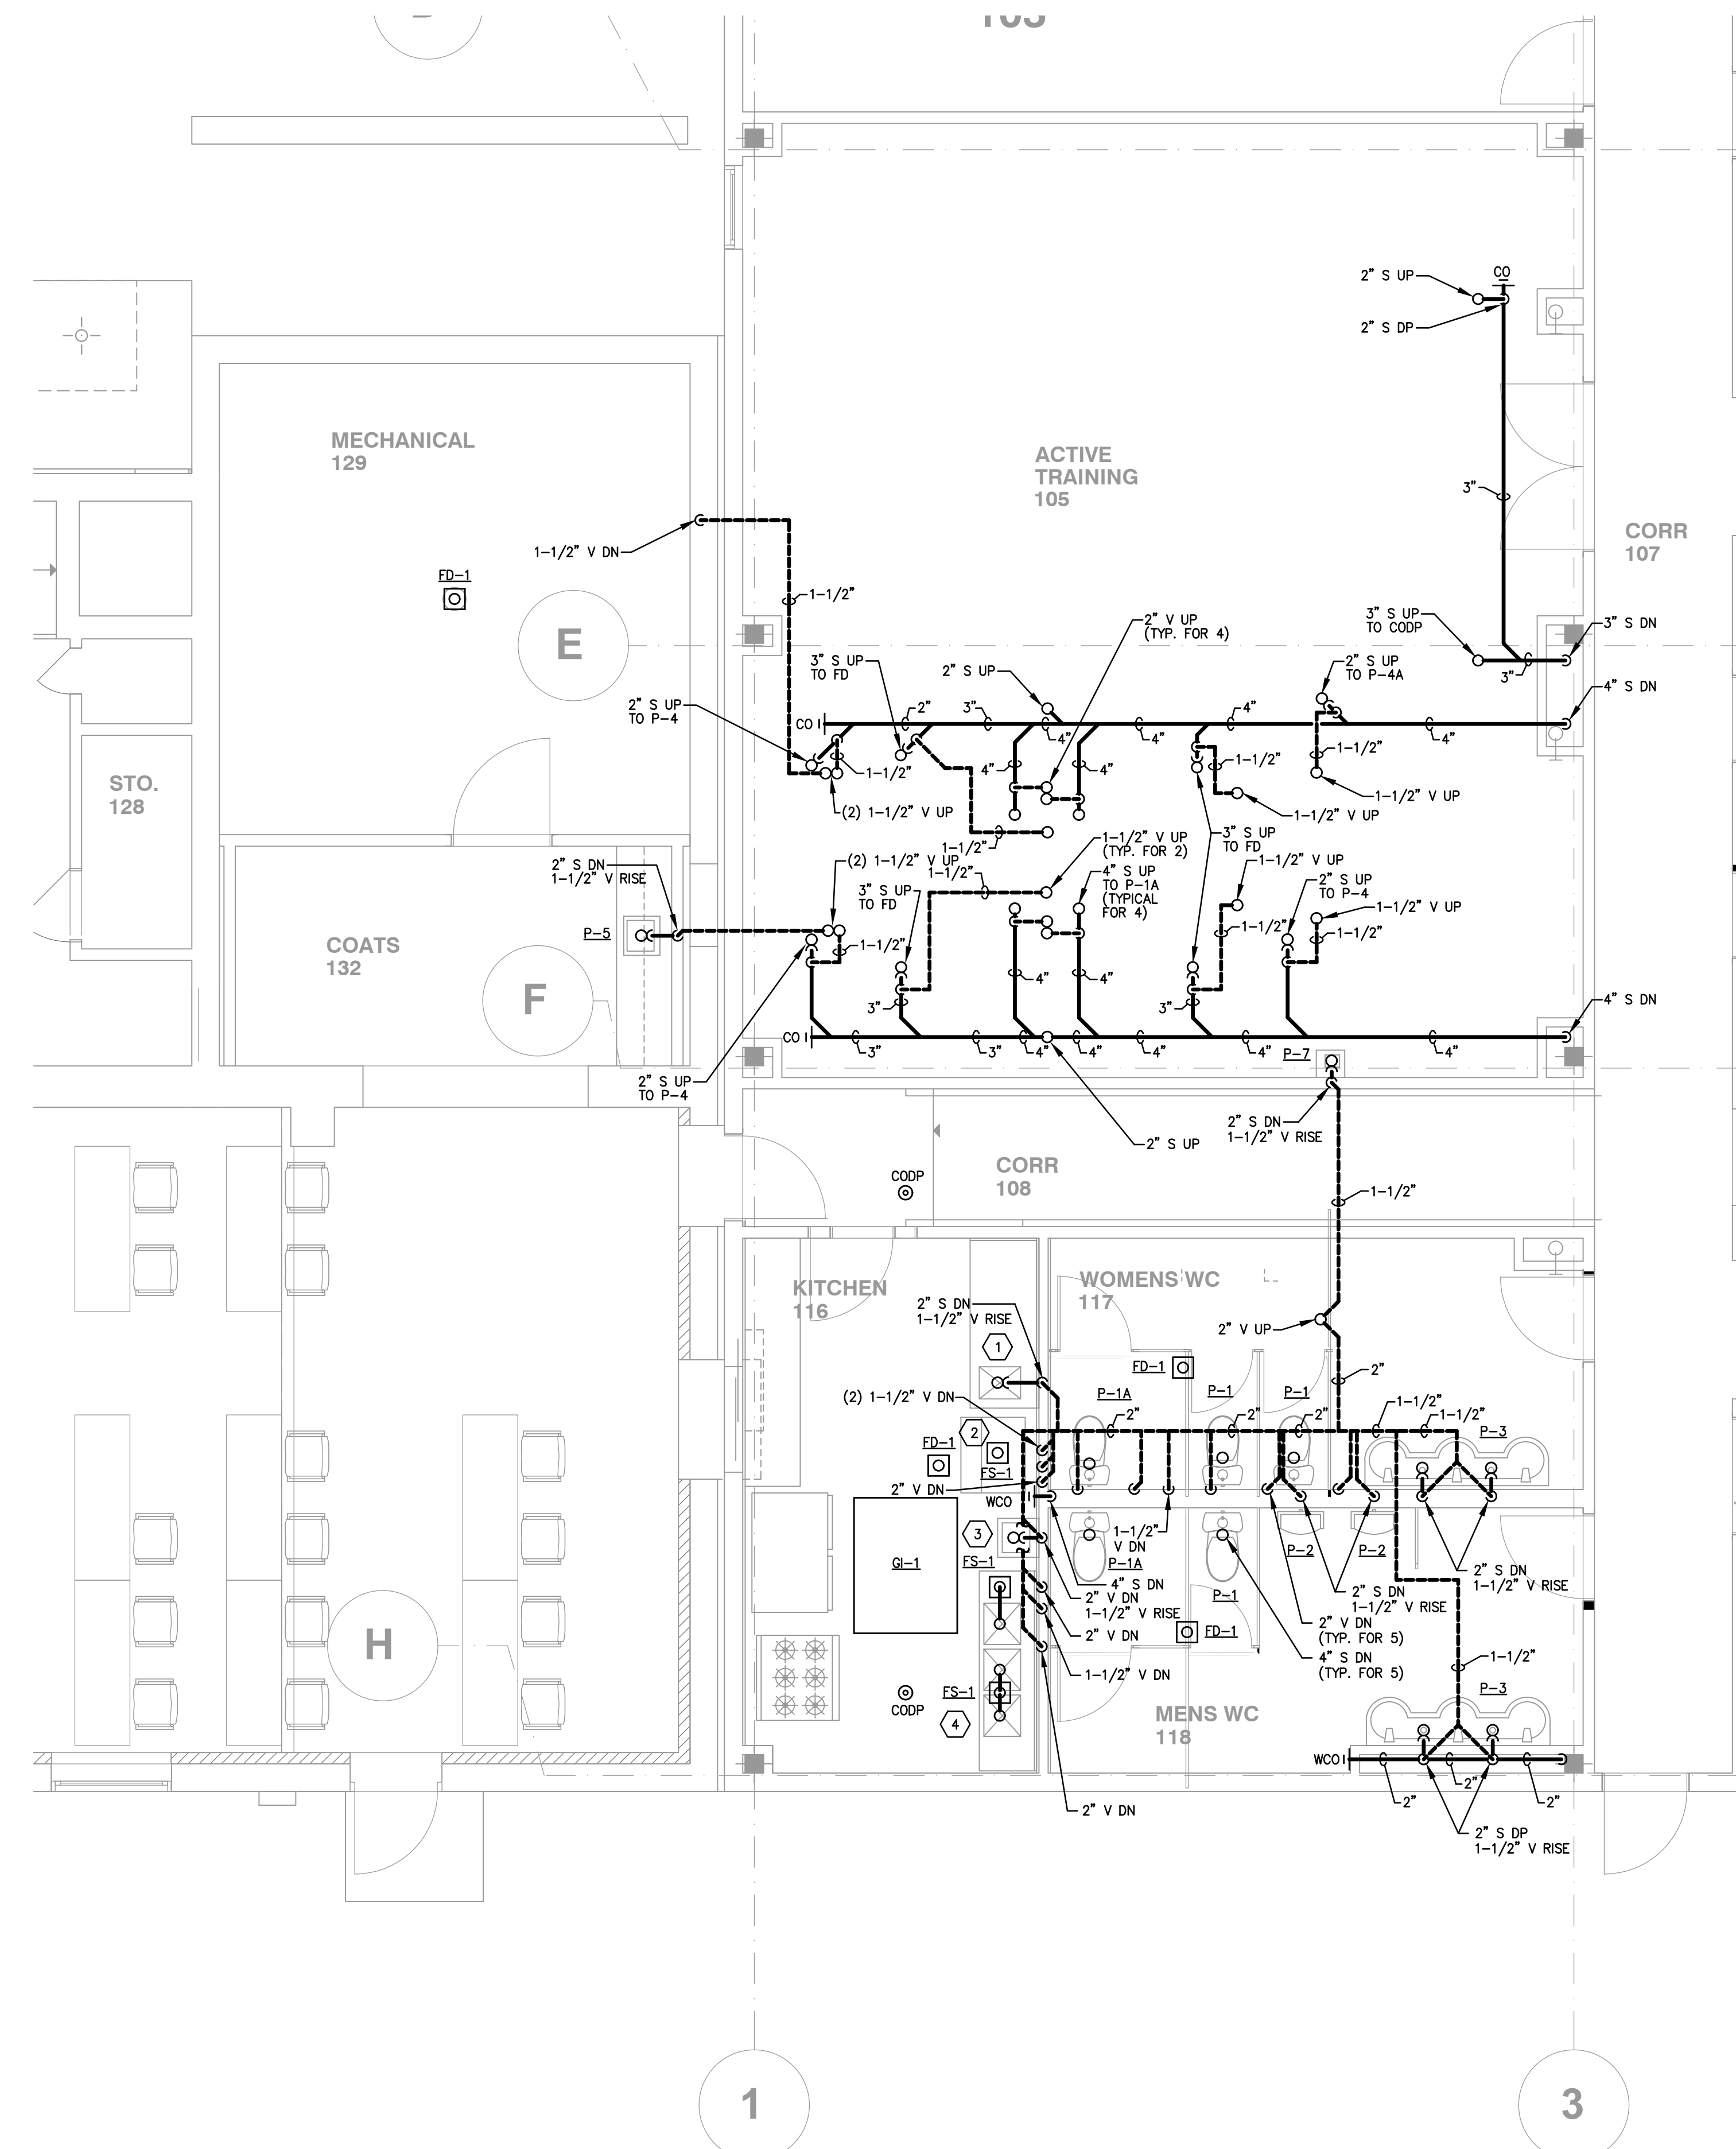 2" S UP
CO
2" S DP
MECHANICAL
129
ACTIVE
TRAINING
105
3"
CORR
107
1-1/2" V DN
FD-1
1-1/2"
E
2" V UP
(TYP. FOR 4)
3" S UP
TO CODP
3" S DN
3" S UP
TO FD
2" S UP
2" S UP
TO P-4A
3"
4" S DN
2" S UP
TO P-4
CO
2"
3"
4"
4"
4"
4"
1-1/2"
4"
4"
1-1/2"
1-1/2"
STO.
128
(2) 1-1/2" V UP
1-1/2" V UP
1-1/2" V UP
1-1/2"
1-1/2" V UP
(TYP. FOR 2)
3" S UP
TO FD
2" S DN
1-1/2" V RISE
(2) 1-1/2" V UP
1-1/2"
3" S UP
TO FD
4" S UP
TO P-1A
(TYPICAL
FOR 4)
1-1/2" V UP
2" S UP
TO P-4
1-1/2" V UP
P-5
COATS
132
1-1/2"
1-1/2"
1-1/2"
4"
4"
F
3"
3"
4" S DN
CO
3"
3"
4"
4"
4"
4"
4"
P-7
2" S UP
TO P-4
2" S DN
1-1/2" V RISE
2" S UP
CODP
CORR
108
1-1/2"
KITCHEN
116
WOMENS WC
117
2" S DN
1-1/2" V RISE
2" V UP
1
FD-1
2"
(2) 1-1/2" V DN
P-1A
P-1
P-1
1-1/2"
2"
2"
2"
1-1/2"
P-3
2
FD-1
FS-1
2" V DN
WCO
3
1-1/2"
V DN
GI-1
FS-1
P-1A
P-2
P-2
2" S DN
1-1/2" V RISE
4" S DN
2" V DN
1-1/2" V RISE
P-1
2" S DN
1-1/2" V RISE
2" V DN
FD-1
2" V DN
(TYP. FOR 5)
H
1-1/2" V DN
4" S DN
(TYP. FOR 5)
1-1/2"
FS-1
CODP
P-3
4
MENS WC
118
WCO
2"
2"
2"
2" V DN
2" S DP
1-1/2" V RISE
1
3